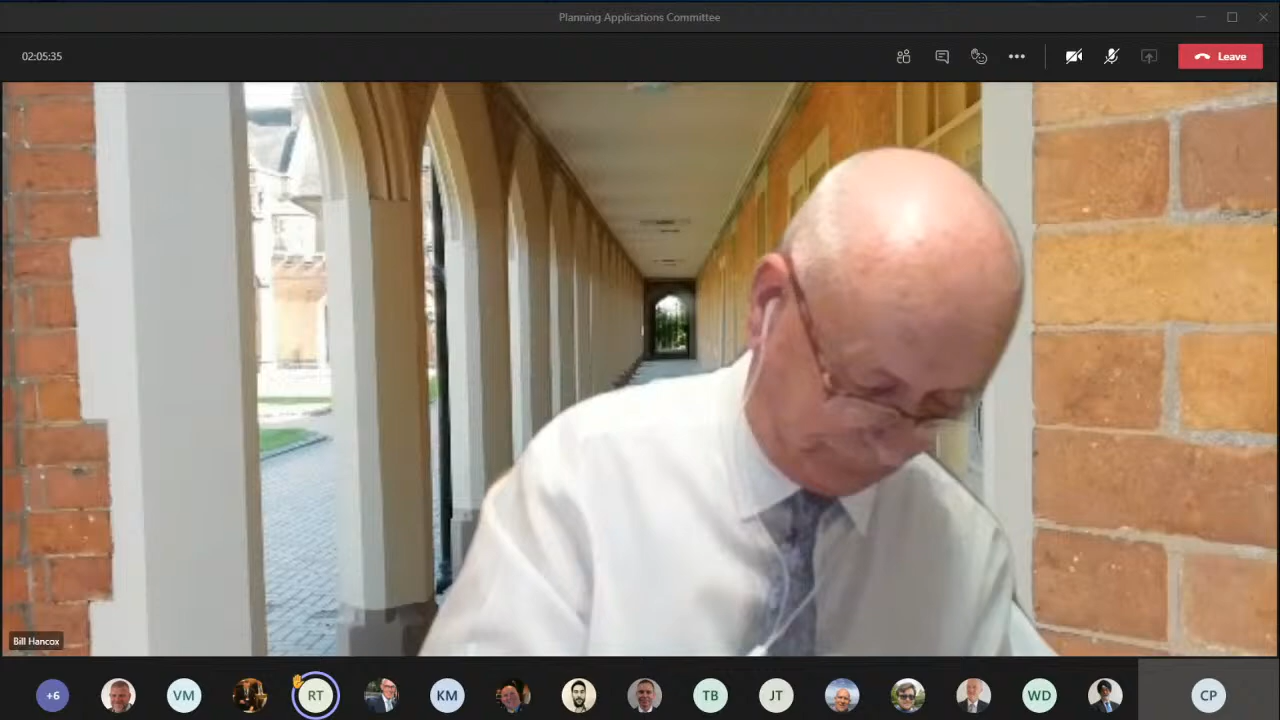 Planning Applications Committee
02:05:35
Leave
Bill Hancox
+6
VM
RT
KM
TB
JT
WD
CP